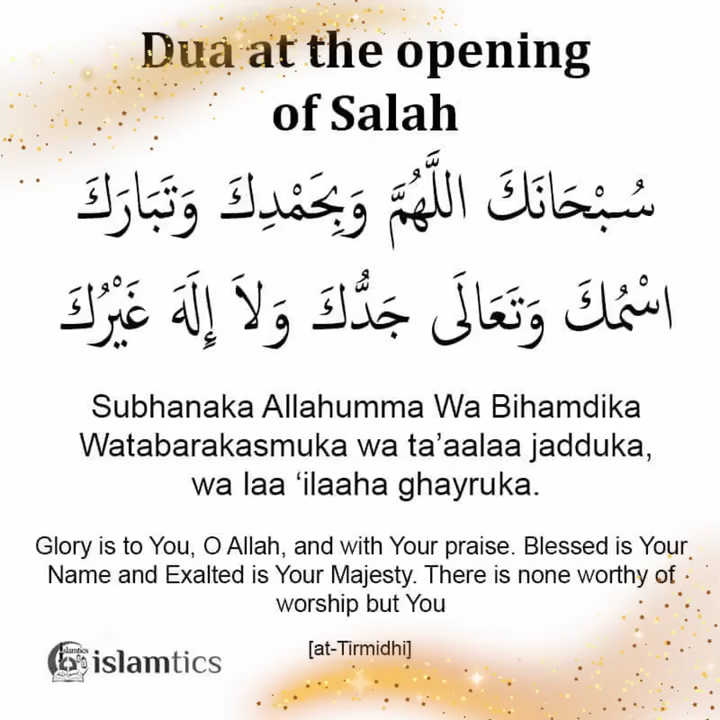 Dua at the opening
of Salah
سُبْحَانَكَ اللَّهُمَّ وَبِحَمْدِكَ وَتَبَارَكَ
اسْمُكَ وَتَعَالَى جَدُّكَ وَلاَ إِلَهَ غَيْرُكَ
Subhanaka Allahumma Wa Bihamdika
Watabarakasmuka wa ta’aalaa jadduka,
wa laa ‘ilaaha ghayruka.
Glory is to You, O Allah, and with Your praise. Blessed is Your
Name and Exalted is Your Majesty. There is none worthy of
worship but You
[at-Tirmidhi]
islamtics